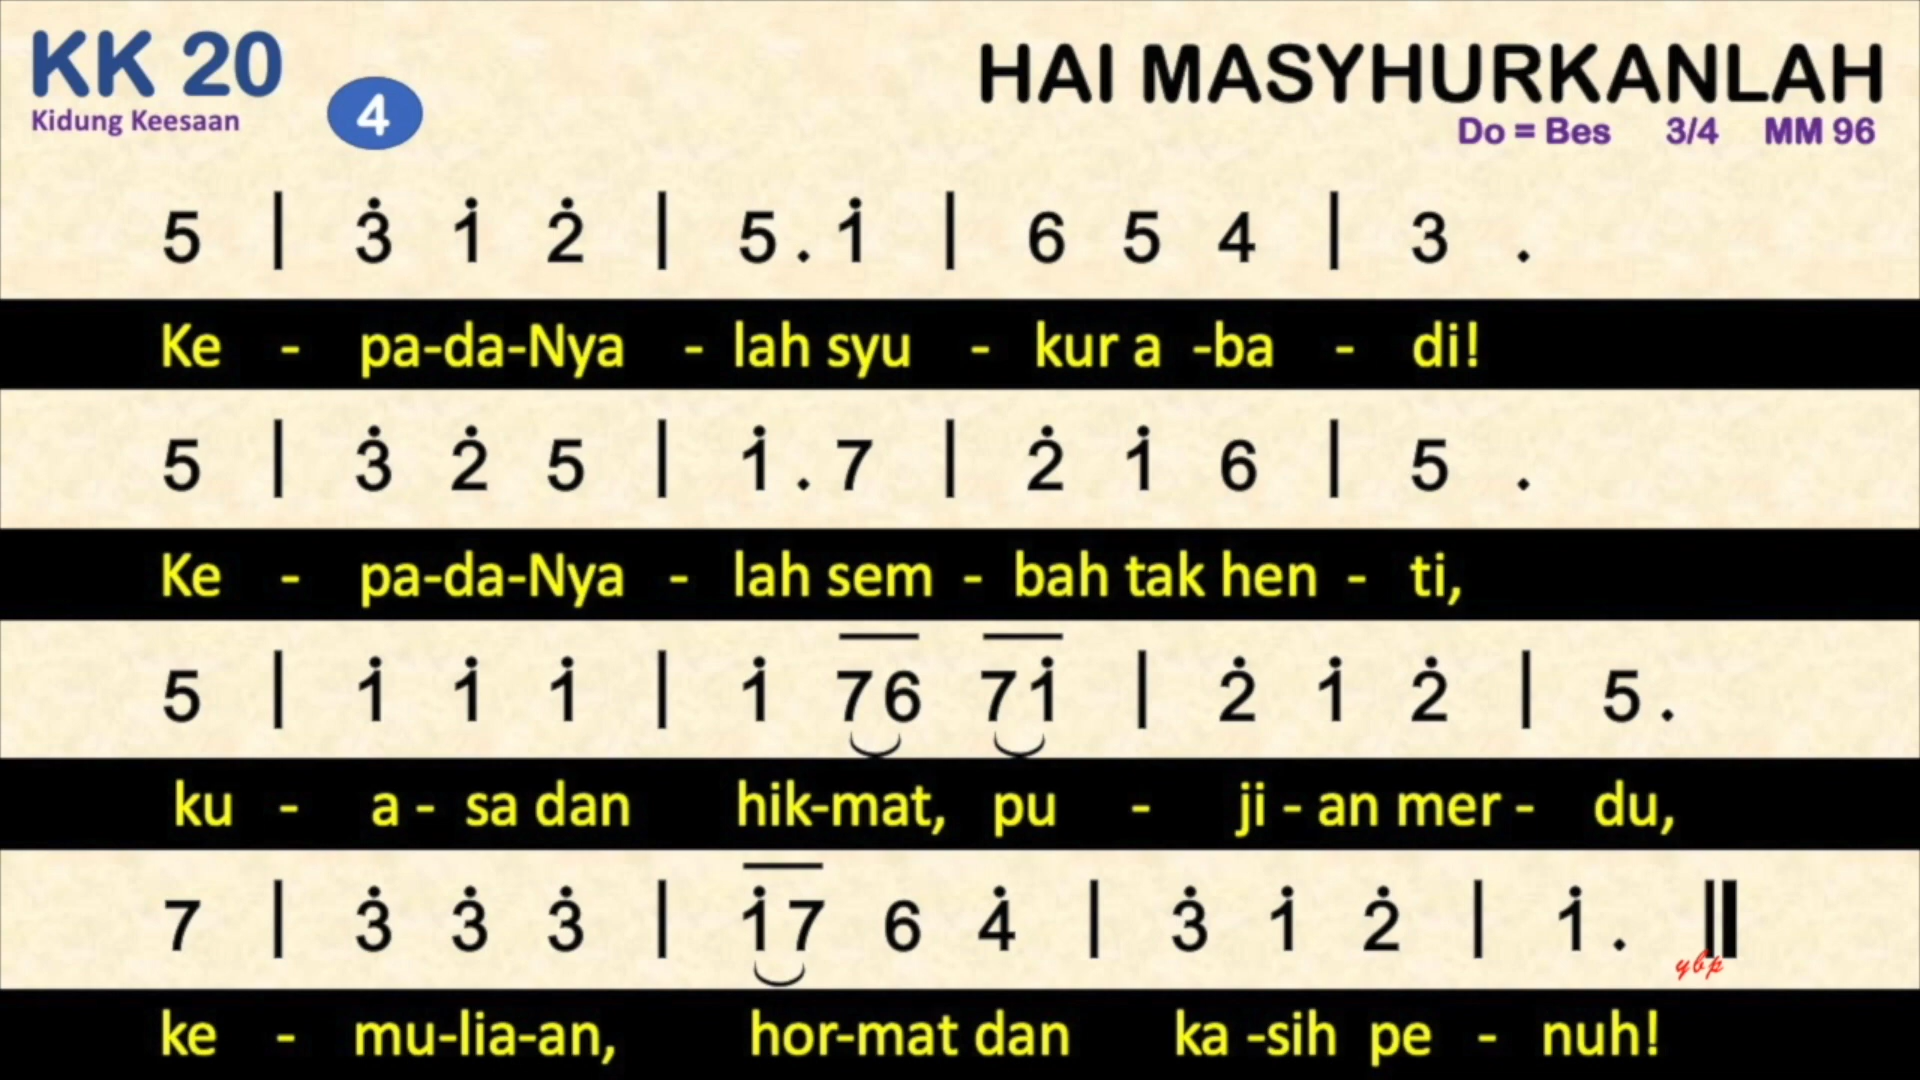 KK 20
Kidung Keesaan
4
HAI MASYHURKANLAH
Do = Bes 3/4 MM 96
5 | 3̇ 1̇ 2̇ | 5 . 1̇ | 6 5 4 | 3 .
Ke - pa-da-Nya - lah syu - kur a -ba - di!
5 | 3̇ 2̇ 5 | 1̇ . 7 | 2̇ 1̇ 6 | 5 .
Ke - pa-da-Nya - lah sem - bah tak hen - ti,
5 | 1̇ 1̇ 1̇ | 1̇ 76 71̇ | 2̇ 1̇ 2̇ | 5 .
ku - a - sa dan hik-mat, pu - ji - an mer - du,
7 | 3̇ 3̇ 3̇ | 1̇7 6 4̇ | 3̇ 1̇ 2̇ | 1̇ . ||
ybp
ke - mu-lia-an, hor-mat dan ka -sih pe - nuh!